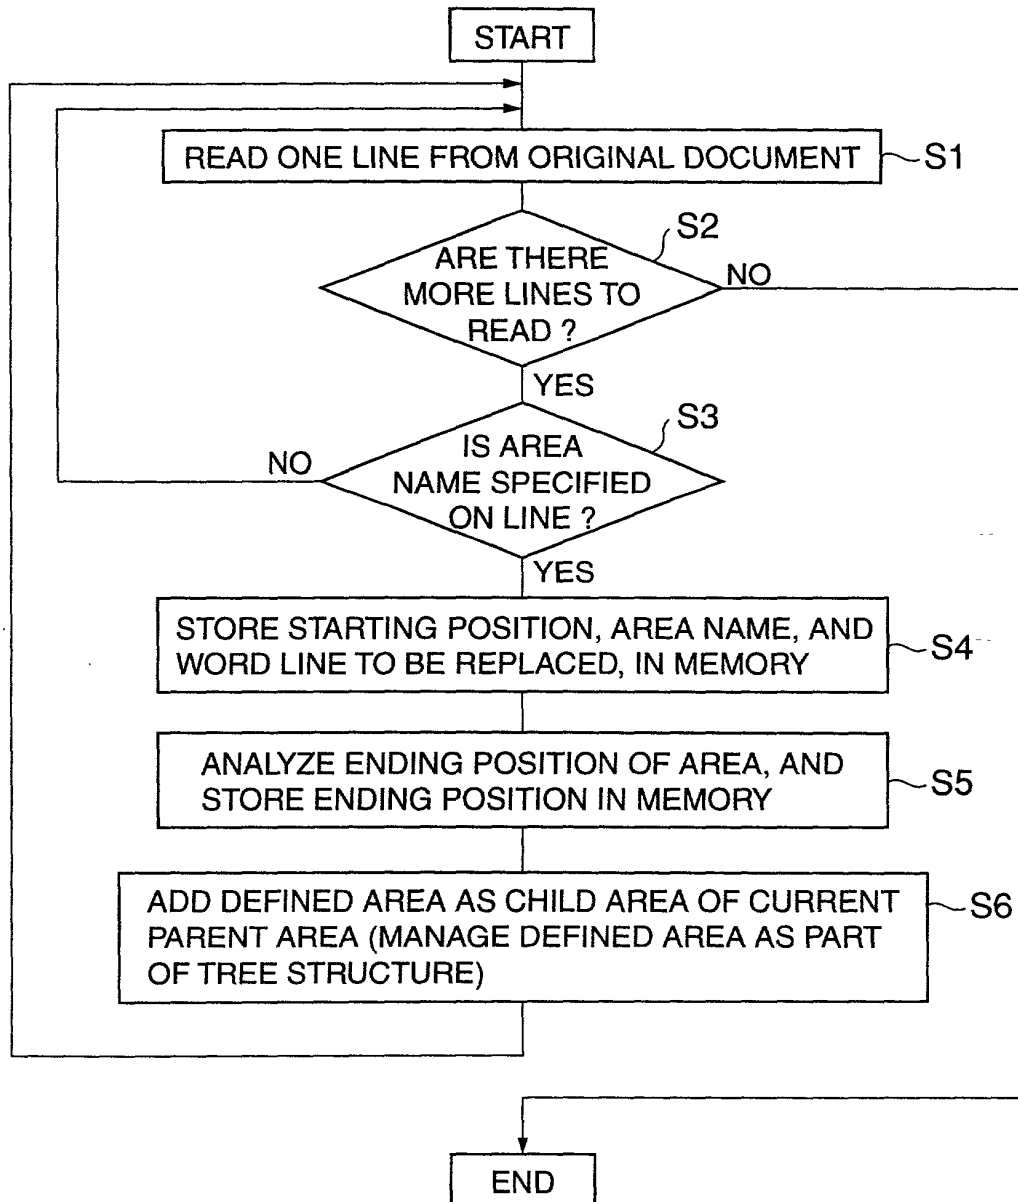 START
READ ONE LINE FROM ORIGINAL DOCUMENT
S1
S2
ARE THERE
MORE LINES TO
READ ?
NO
YES
S3
IS AREA
NAME SPECIFIED
ON LINE ?
NO
YES
STORE STARTING POSITION, AREA NAME, AND
WORD LINE TO BE REPLACED, IN MEMORY
S4
ANALYZE ENDING POSITION OF AREA, AND
STORE ENDING POSITION IN MEMORY
S5
ADD DEFINED AREA AS CHILD AREA OF CURRENT
PARENT AREA (MANAGE DEFINED AREA AS PART
OF TREE STRUCTURE)
S6
END